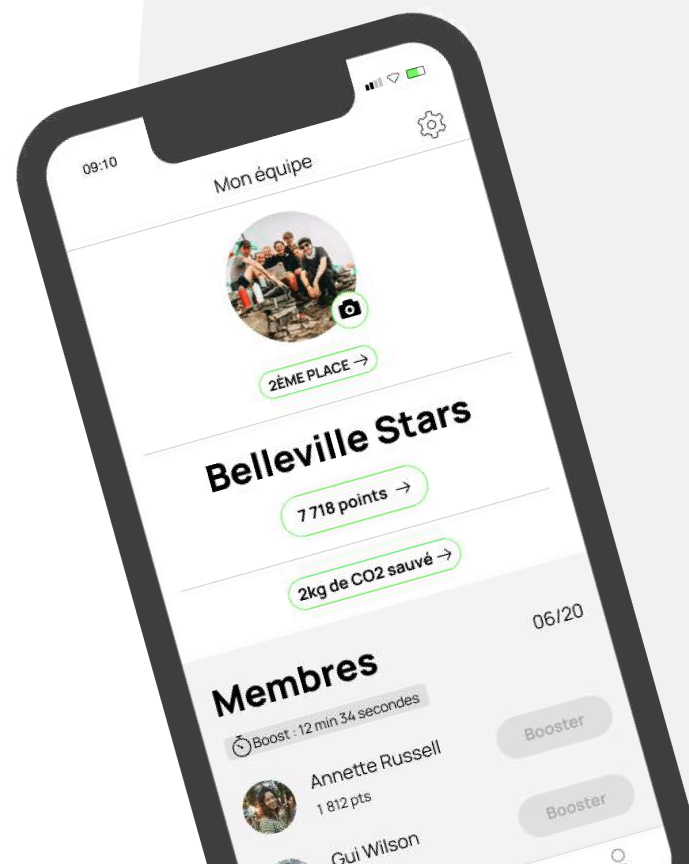 09:10
Mon équipe
2ÈME PLACE →
Belleville Stars
7 718 points →
2kg de CO2 sauvé →
06/20
Membres
Boost : 12 min 34 secondes
Annette Russell
Booster
1 812 pts
Gui Wilson
Booster